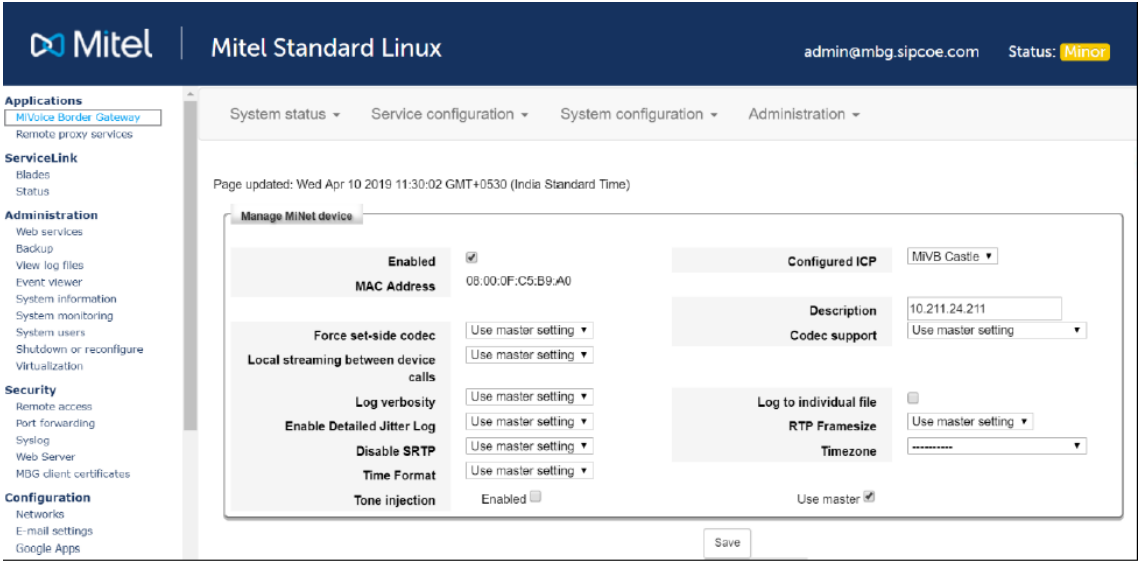 Mitel
Mitel Standard Linux
admin@mbg.sipcoe.com
Status: Minor
Applications
MiVoice Border Gateway
Remote proxy services
ServiceLink
Blades
Status
Administration
Web services
Backup
View log files
Event viewer
System information
System monitoring
System users
Shutdown or reconfigure
Virtualization
Security
Remote access
Port forwarding
Syslog
Web Server
MBG client certificates
Configuration
Networks
E-mail settings
Google Apps
System status Service configuration System configuration Administration
Page updated: Wed Apr 10 2019 11:30:02 GMT+0530 (India Standard Time)
Manage MiNet device
Enabled
Configured ICP MiVB Castle
MAC Address 08:00:0F:C5:B9:A0
Description 10.211.24.211
Force set-side codec Use master setting
Codec support Use master setting
Local streaming between device
calls
Use master setting
Log verbosity Use master setting
Log to individual file
Enable Detailed Jitter Log Use master setting
RTP Framesize Use master setting
Disable SRTP Use master setting
Timezone ----------
Time Format Use master setting
Tone injection Enabled Use master
Save